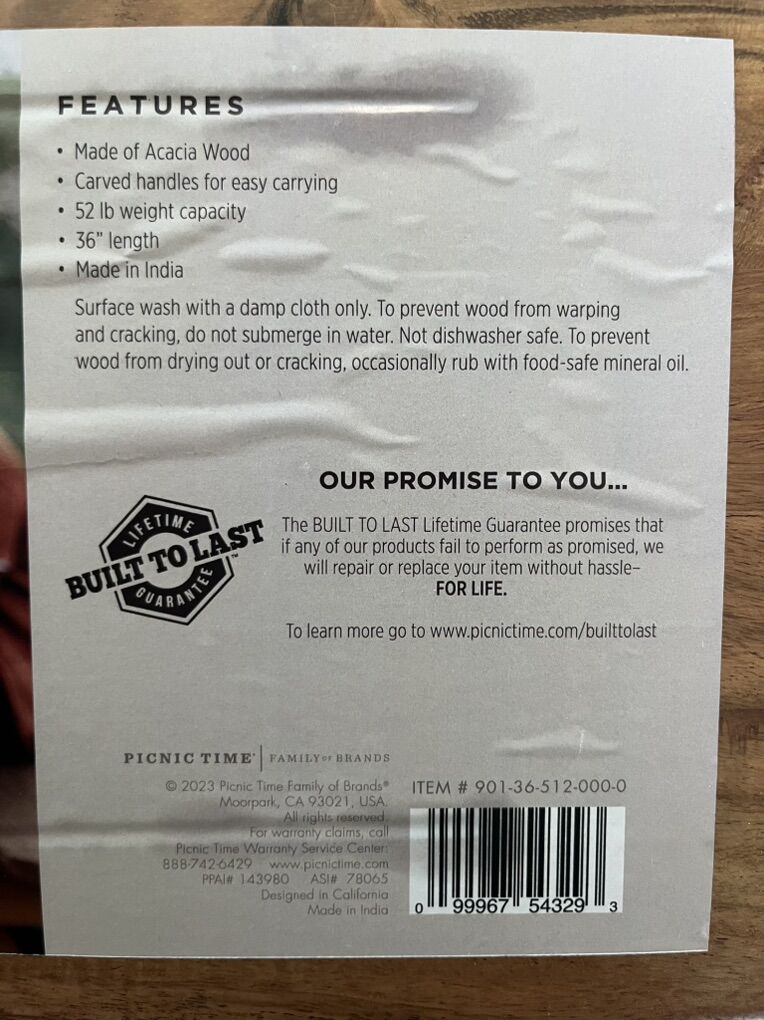 FEATURES
• Made of Acacia Wood
• Carved handles for easy carrying
• 52 lb weight capacity
• 36” length
• Made in India
Surface wash with a damp cloth only. To prevent wood from warping
and cracking, do not submerge in water. Not dishwasher safe. To prevent
wood from drying out or cracking, occasionally rub with food-safe mineral oil.
OUR PROMISE TO YOU...
LIFETIME
BUILT TO LAST™
GUARANTEE
The BUILT TO LAST Lifetime Guarantee promises that
if any of our products fail to perform as promised, we
will repair or replace your item without hassle–
FOR LIFE.
To learn more go to www.picnictime.com/builttolast
PICNIC TIME® | FAMILY OF BRANDS
© 2023 Picnic Time Family of Brands®
Moorpark, CA 93021, USA.
All rights reserved.
For warranty claims, call
Picnic Time Warranty Service Center:
888-742-6429 www.picnictime.com
PPAI# 143980 ASI# 78065
Designed in California
Made in India
ITEM # 901-36-512-000-0
0 99967 54329 3